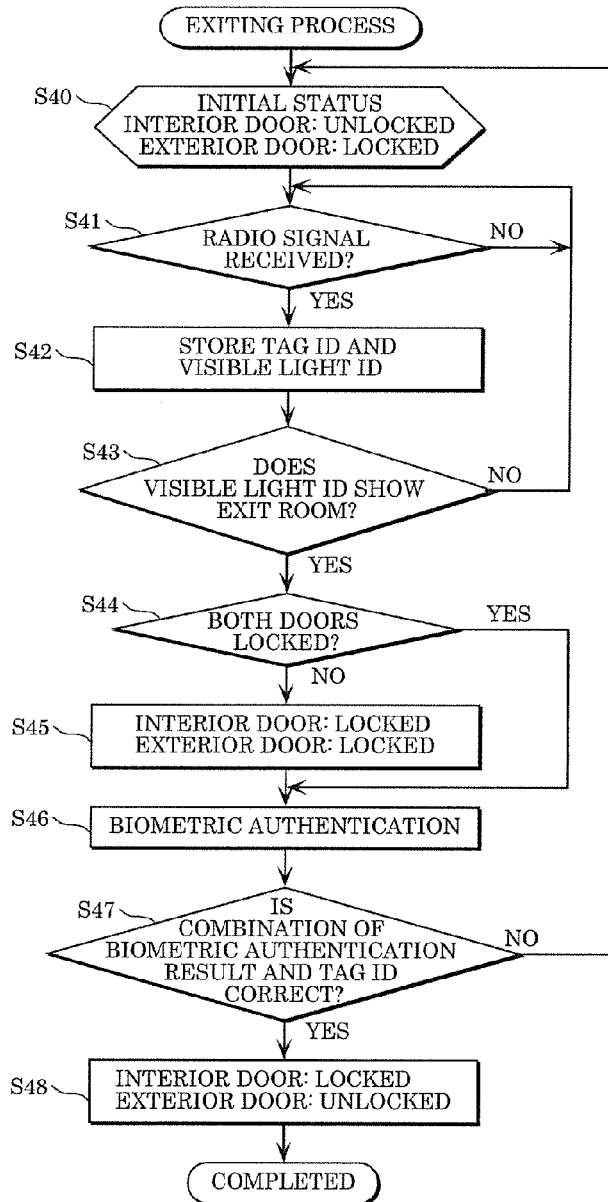 EXITING PROCESS
S40
INITIAL STATUS
INTERIOR DOOR: UNLOCKED
EXTERIOR DOOR: LOCKED
S41
RADIO SIGNAL
RECEIVED?
NO
YES
S42
STORE TAG ID AND
VISIBLE LIGHT ID
S43
DOES
VISIBLE LIGHT ID SHOW
EXIT ROOM?
NO
YES
S44
BOTH DOORS
LOCKED?
YES
NO
S45
INTERIOR DOOR: LOCKED
EXTERIOR DOOR: LOCKED
S46
BIOMETRIC AUTHENTICATION
S47
IS
COMBINATION OF
BIOMETRIC AUTHENTICATION
RESULT AND TAG ID
CORRECT?
NO
YES
S48
INTERIOR DOOR: LOCKED
EXTERIOR DOOR: UNLOCKED
COMPLETED